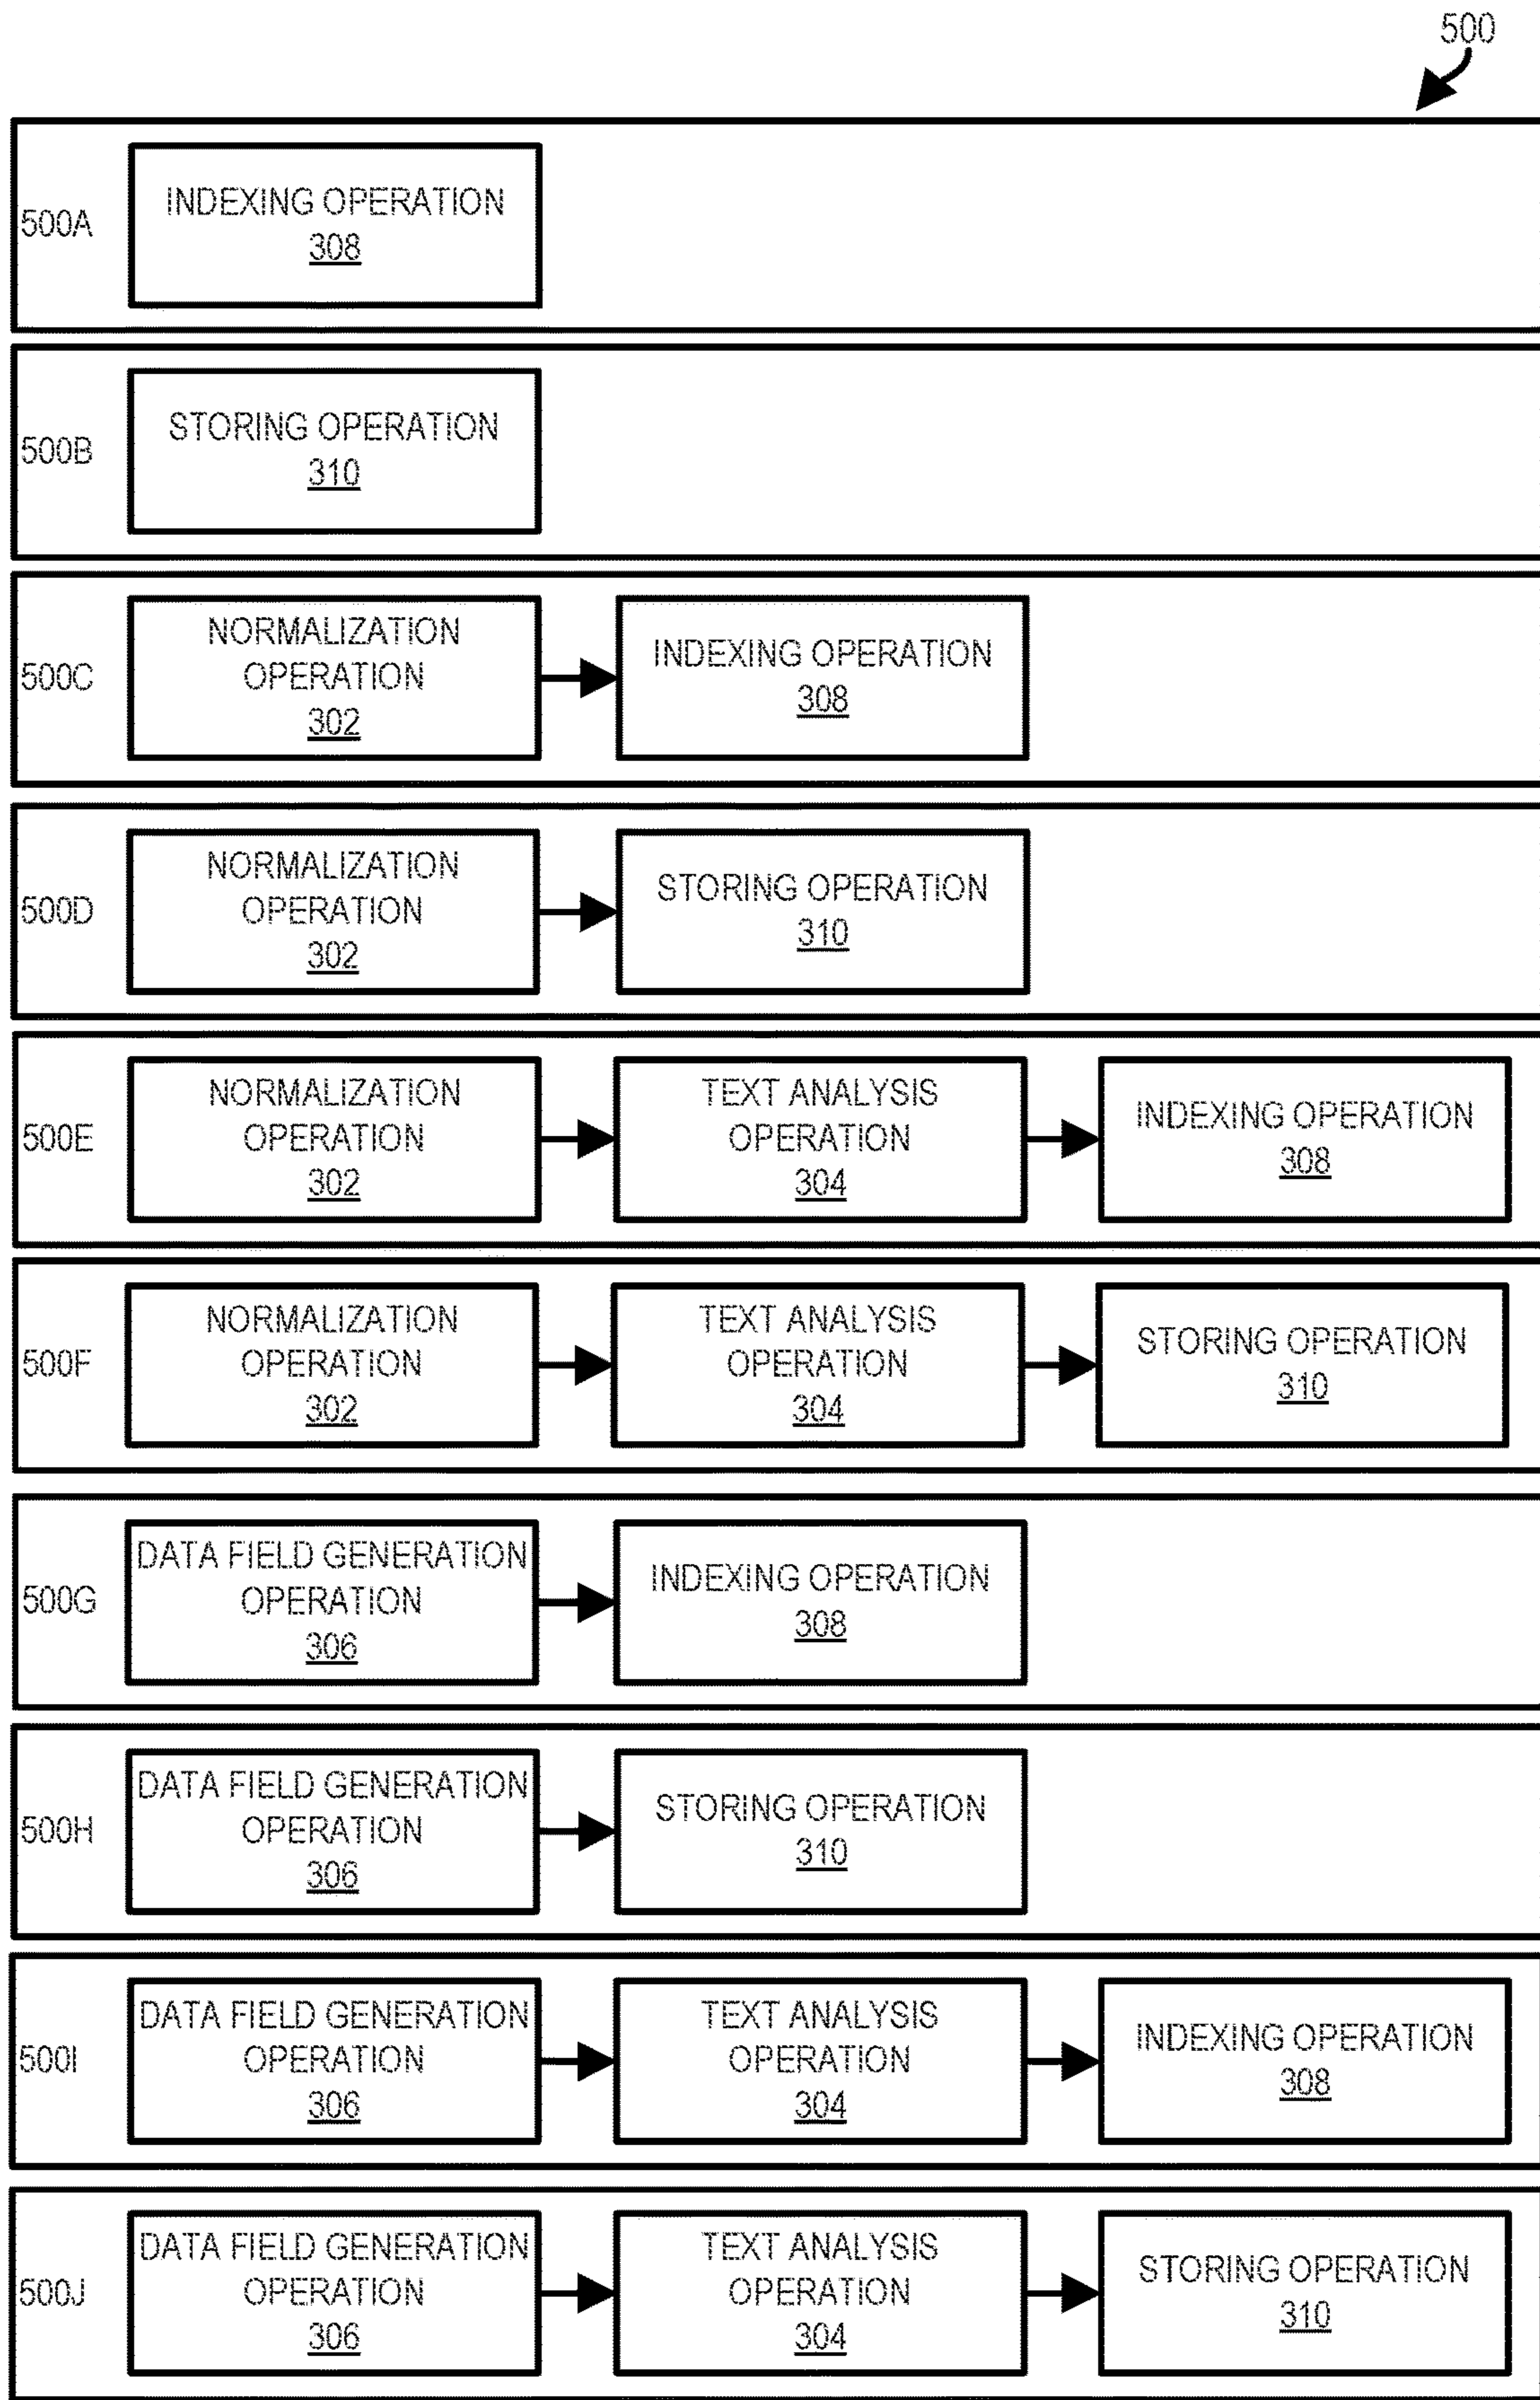 500
500A
INDEXING OPERATION
308
500B
STORING OPERATION
310
500C
NORMALIZATION
OPERATION
302
INDEXING OPERATION
308
500D
NORMALIZATION
OPERATION
302
STORING OPERATION
310
500E
NORMALIZATION
OPERATION
302
TEXT ANALYSIS
OPERATION
304
INDEXING OPERATION
308
500F
NORMALIZATION
OPERATION
302
TEXT ANALYSIS
OPERATION
304
STORING OPERATION
310
500G
DATA FIELD GENERATION
OPERATION
306
INDEXING OPERATION
308
500H
DATA FIELD GENERATION
OPERATION
306
STORING OPERATION
310
500I
DATA FIELD GENERATION
OPERATION
306
TEXT ANALYSIS
OPERATION
304
INDEXING OPERATION
308
500J
DATA FIELD GENERATION
OPERATION
306
TEXT ANALYSIS
OPERATION
304
STORING OPERATION
310